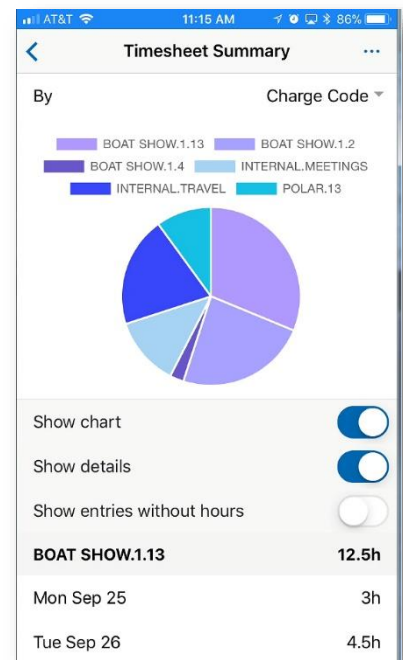 AT&T 11:15 AM 86%
Timesheet Summary ...
By Charge Code
BOAT SHOW.1.13 BOAT SHOW.1.2
BOAT SHOW.1.4 INTERNAL.MEETINGS
INTERNAL.TRAVEL POLAR.13
Show chart
Show details
Show entries without hours
BOAT SHOW.1.13 12.5h
Mon Sep 25 3h
Tue Sep 26 4.5h